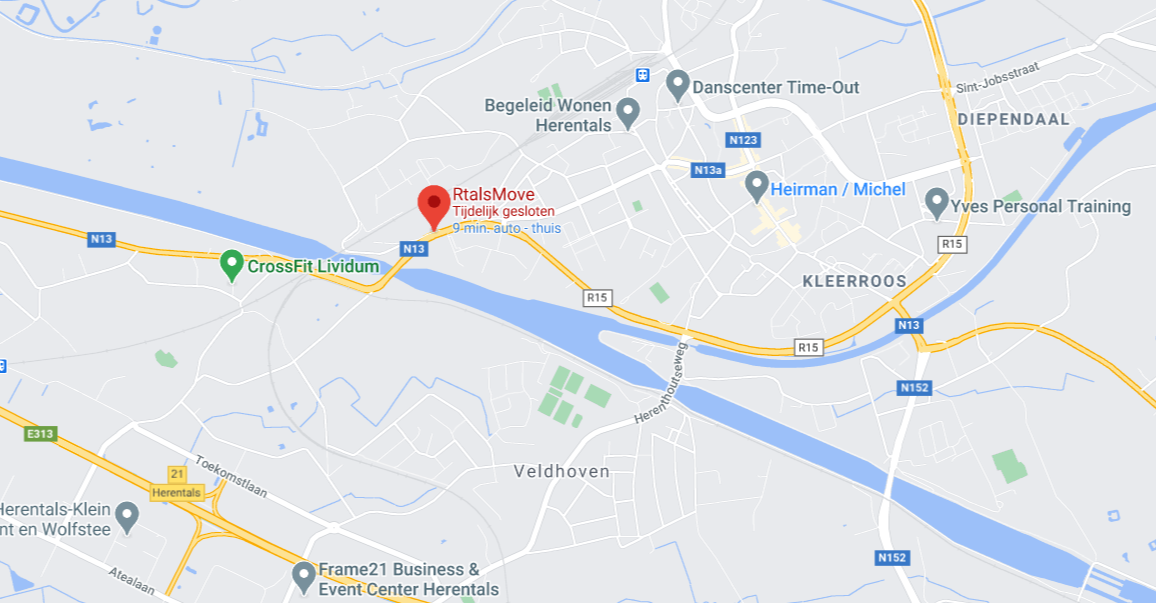 Sint-Jobsstraat
Danscenter Time-Out
Begeleid Wonen
Herentals
DIEPENDAAL
N123
N13a
RtalsMove
Tijdelijk gesloten
9 min. auto - thuis
Heirman / Michel
Yves Personal Training
N13
N13
R15
CrossFit Lividum
KLEERROOS
R15
N13
R15
Herenthoutseweg
N152
E313
21
Herentals
Toekomstlaan
Veldhoven
Herentals-Klein
nt en Wolfstee
N152
Atealaan
Frame21 Business &
Event Center Herentals